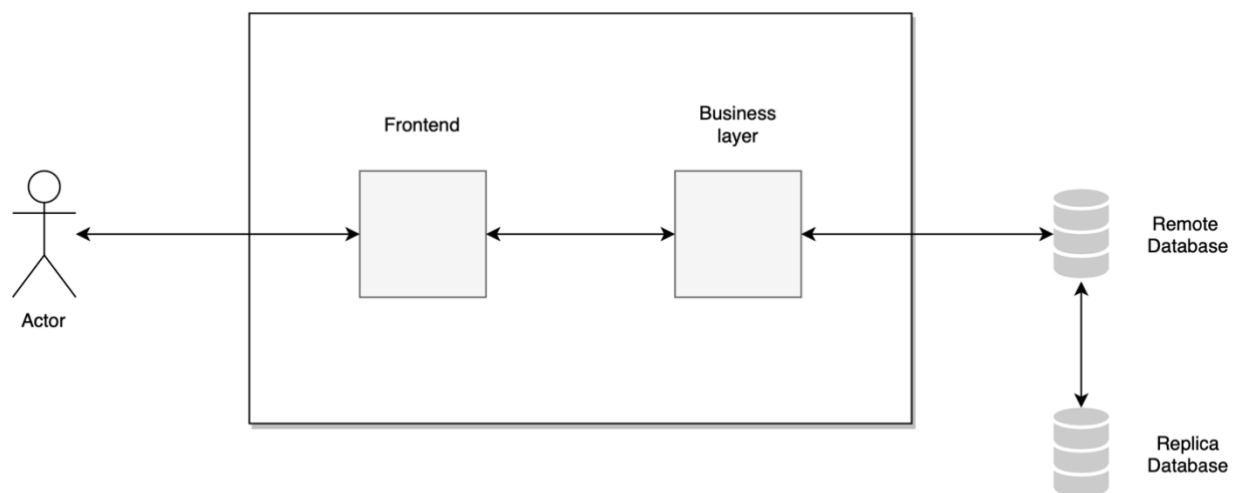 Frontend
Business
layer
Actor
Remote
Database
Replica
Database